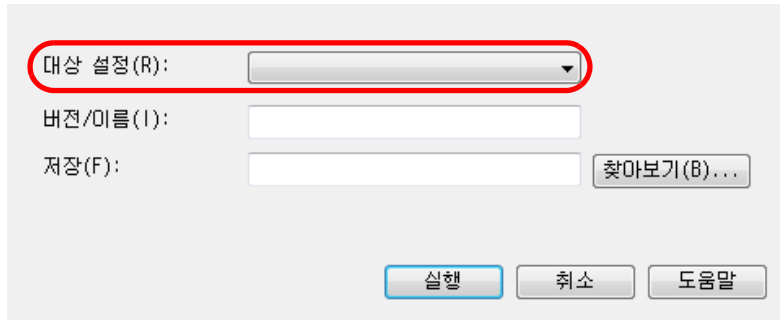 대상 설정(R):
버전/이름(I):
저장(F):
찾아보기(B)...
실행
취소
도움말